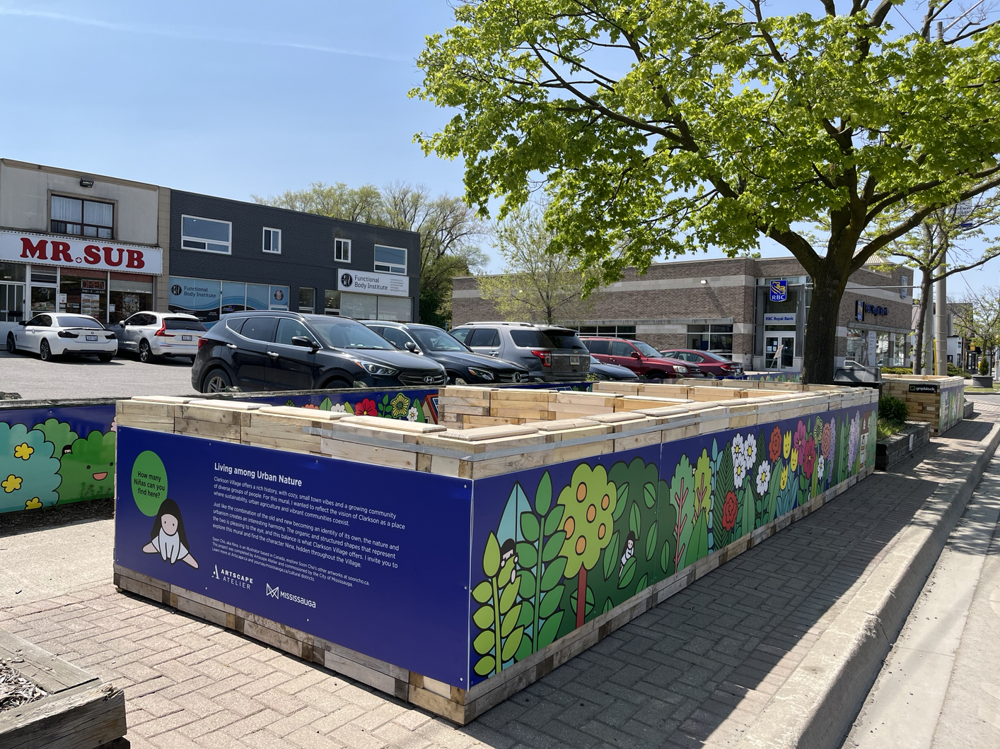 MR.SUB
OPEN
Functional
Body Institute
Functional
Body Institute
RBC
RBC Royal Bank
RBC Royal Bank
gripblock
How many
Niñas can you
find here?
Living among Urban Nature
Clarkson Village offers a rich history, with cozy, small town vibes and a growing community
of diverse groups of people. For this mural, I wanted to reflect the vision of Clarkson as a place
where sustainability, urban agriculture and vibrant communities coexist.
Just like the combination of the old and new becoming an identity of its own, the nature and
urbanism creates an interesting harmony. The organic and structured shapes that represent
the two is pleasing to the eye, and this balance is what Clarkson Village offers. I invite you to
explore this mural and find the character Nina, hidden throughout the Village.
Soon Cho, aka Nina, is an illustrator based in Canada, explore Soon Cho's other artworks at sooncho.ca.
This project was completed by Artscape Atelier and commissioned by the City of Mississauga.
Learn more at Artscape.ca and yoursay.mississauga.ca/cultural-districts.
ARTSCAPE
ATELIER
MISSISSAUGA